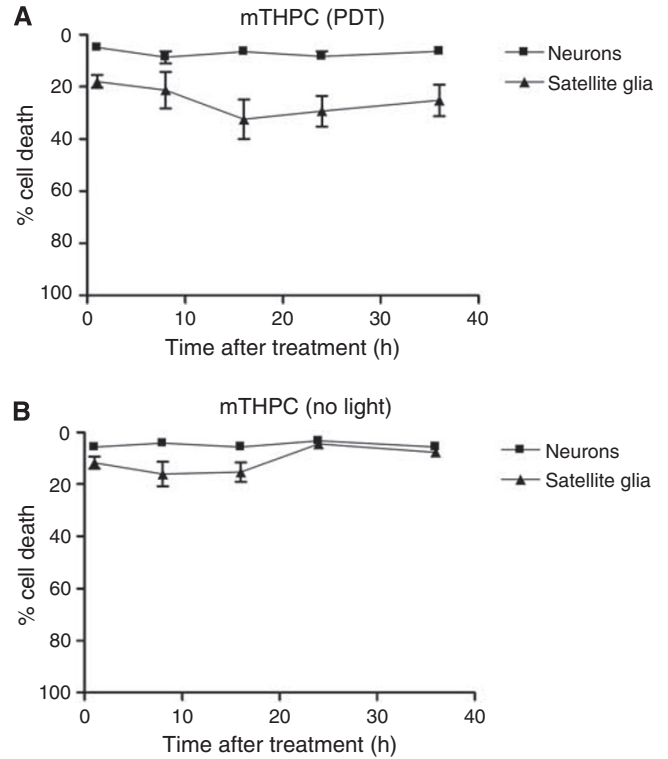 A
mTHPC (PDT)
0
20
40
60
80
100
% cell death
0 10 20 30 40
Time after treatment (h)
Neurons
Satellite glia
B
mTHPC (no light)
0
20
40
60
80
100
% cell death
0 10 20 30 40
Time after treatment (h)
Neurons
Satellite glia